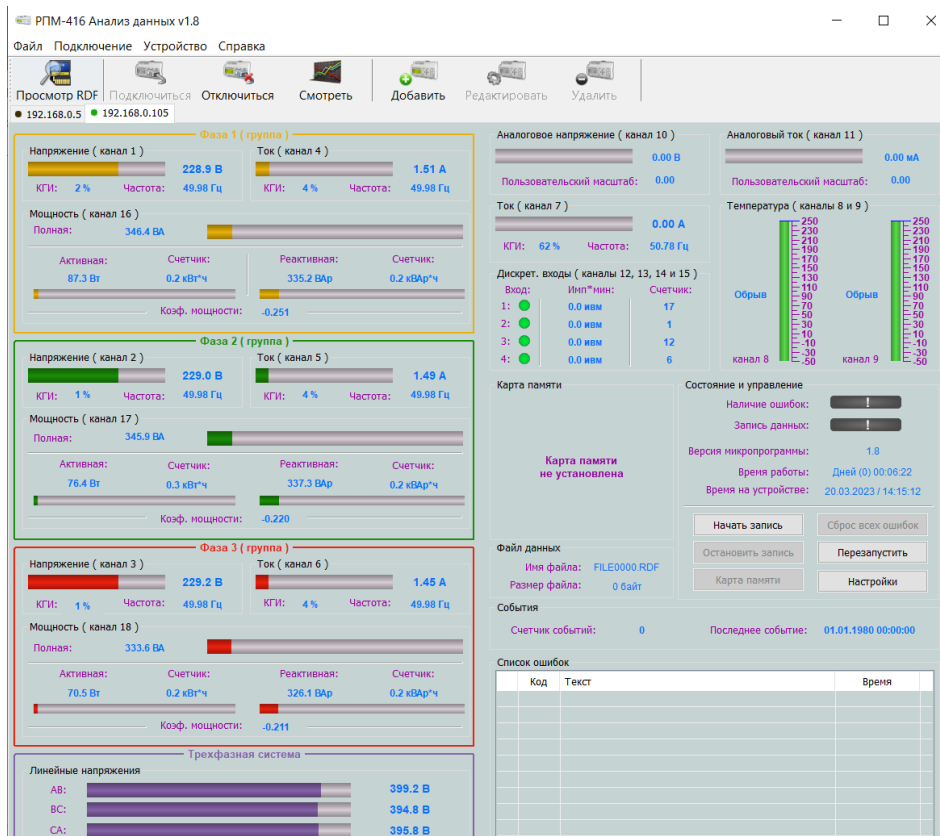 РПМ-416 Анализ данных v1.8
Файл Подключение Устройство Справка
Просмотр RDF Подключиться Отключиться Смотреть Добавить Редактировать Удалить
192.168.0.5 192.168.0.105
Фаза 1 ( группа )
Напряжение ( канал 1 ) Ток ( канал 4 )
228.9 В 1.51 А
КГИ: 2 % Частота: 49.98 Гц КГИ: 4 % Частота: 49.98 Гц
Мощность ( канал 16 )
Полная: 346.4 ВА
Активная: Счетчик: Реактивная: Счетчик:
87.3 Вт 0.2 кВт*ч 335.2 ВАр 0.2 кВАр*ч
Коэф. мощности: -0.251
Фаза 2 ( группа )
Напряжение ( канал 2 ) Ток ( канал 5 )
229.0 В 1.49 А
КГИ: 1 % Частота: 49.98 Гц КГИ: 4 % Частота: 49.98 Гц
Мощность ( канал 17 )
Полная: 345.9 ВА
Активная: Счетчик: Реактивная: Счетчик:
76.4 Вт 0.3 кВт*ч 337.3 ВАр 0.2 кВАр*ч
Коэф. мощности: -0.220
Фаза 3 ( группа )
Напряжение ( канал 3 ) Ток ( канал 6 )
229.2 В 1.45 А
КГИ: 1 % Частота: 49.98 Гц КГИ: 4 % Частота: 49.98 Гц
Мощность ( канал 18 )
Полная: 333.6 ВА
Активная: Счетчик: Реактивная: Счетчик:
70.5 Вт 0.2 кВт*ч 326.1 ВАр 0.2 кВАр*ч
Коэф. мощности: -0.211
Трехфазная система
Линейные напряжения
AB: 399.2 В
BC: 394.8 В
CA: 395.8 В
Аналоговое напряжение ( канал 10 )
0.00 В
Пользовательский масштаб: 0.00
Аналоговый ток ( канал 11 )
0.00 мА
Пользовательский масштаб: 0.00
Ток ( канал 7 )
0.00 А
КГИ: 62 % Частота: 50.78 Гц
Температура ( каналы 8 и 9 )
250 250
230 230
210 210
190 190
170 170
150 150
130 130
110 110
90 90
70 70
50 50
30 30
10 10
-10 -10
-30 -30
-50 -50
Обрыв Обрыв
канал 8 канал 9
Дискрет. входы ( каналы 12, 13, 14 и 15 )
Вход: Имп*мин: Счетчик:
1: 0.0 ивм 17
2: 0.0 ивм 1
3: 0.0 ивм 12
4: 0.0 ивм 6
Карта памяти
Карта памяти
не установлена
Состояние и управление
Наличие ошибок: !
Запись данных: !
Версия микропрограммы: 1.8
Время работы: Дней (0) 00:06:22
Время на устройстве: 20.03.2023 / 14:15:12
Начать запись Сброс всех ошибок
Остановить запись Перезапустить
Карта памяти Настройки
Файл данных
Имя файла: FILE0000.RDF
Размер файла: 0 байт
События
Счетчик событий: 0 Последнее событие: 01.01.1980 00:00:00
Список ошибок
Код Текст Время